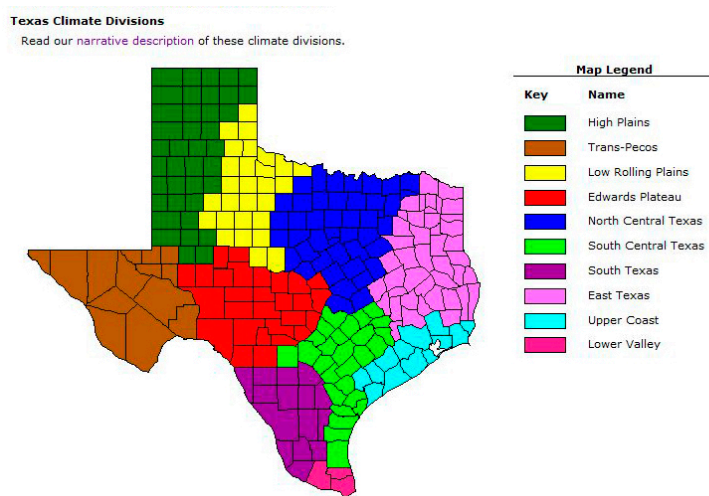 Texas Climate Divisions
Read our narrative description of these climate divisions.
Map Legend
Key Name
High Plains
Trans-Pecos
Low Rolling Plains
Edwards Plateau
North Central Texas
South Central Texas
South Texas
East Texas
Upper Coast
Lower Valley